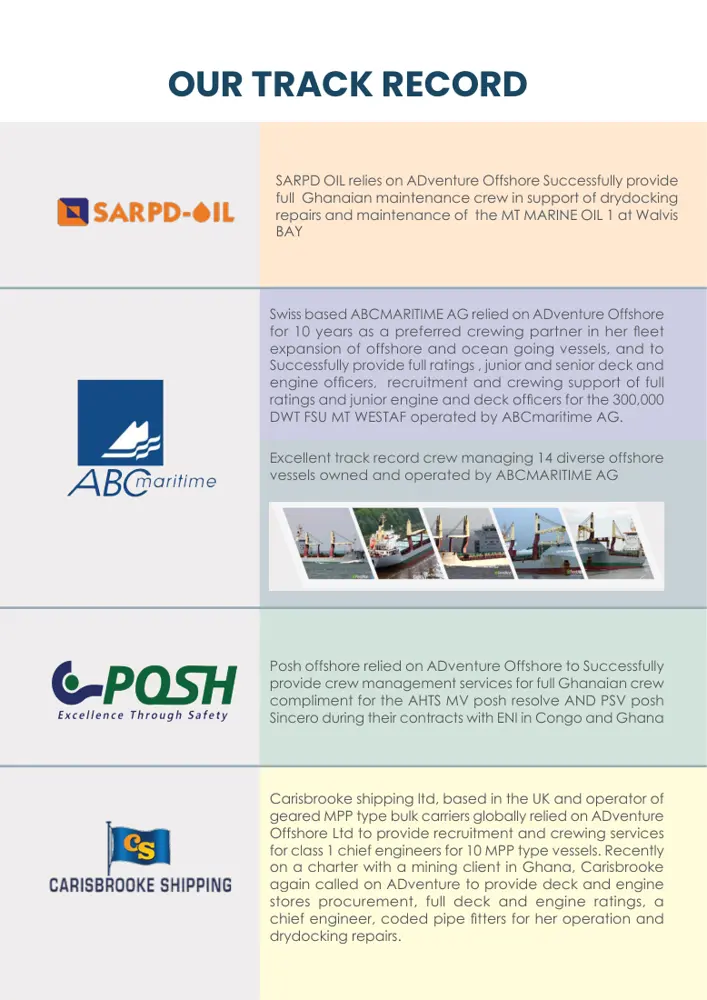 OUR TRACK RECORD
SARPD-OIL
SARPD OIL relies on ADventure Offshore Successfully provide
full Ghanaian maintenance crew in support of drydocking
repairs and maintenance of the MT MARINE OIL 1 at Walvis
BAY
ABCmaritime
Swiss based ABCMARITIME AG relied on ADventure Offshore
for 10 years as a preferred crewing partner in her fleet
expansion of offshore and ocean going vessels, and to
Successfully provide full ratings , junior and senior deck and
engine officers, recruitment and crewing support of full
ratings and junior engine and deck officers for the 300,000
DWT FSU MT WESTAF operated by ABCmaritime AG.
Excellent track record crew managing 14 diverse offshore
vessels owned and operated by ABCMARITIME AG
POSH
Excellence Through Safety
Posh offshore relied on ADventure Offshore to Successfully
provide crew management services for full Ghanaian crew
compliment for the AHTS MV posh resolve AND PSV posh
Sincero during their contracts with ENI in Congo and Ghana
CS
CARISBROOKE SHIPPING
Carisbrooke shipping ltd, based in the UK and operator of
geared MPP type bulk carriers globally relied on ADventure
Offshore Ltd to provide recruitment and crewing services
for class 1 chief engineers for 10 MPP type vessels. Recently
on a charter with a mining client in Ghana, Carisbrooke
again called on ADventure to provide deck and engine
stores procurement, full deck and engine ratings, a
chief engineer, coded pipe fitters for her operation and
drydocking repairs.